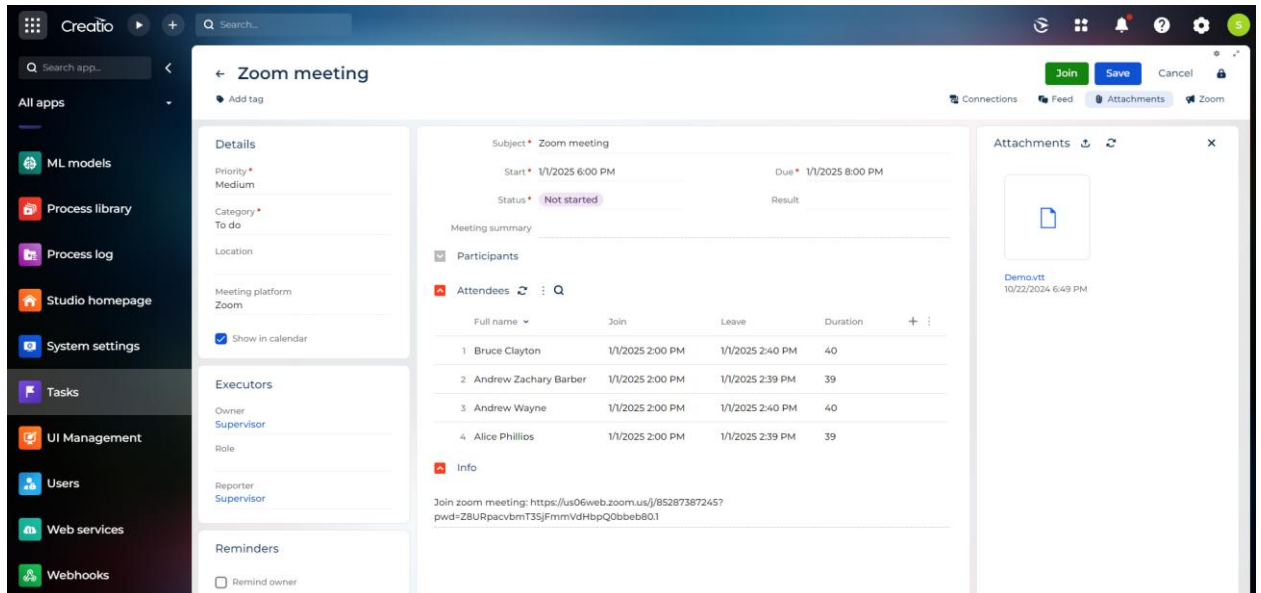 Creatio
Search...
S
Search app...
All apps
ML models
Process library
Process log
Studio homepage
System settings
Tasks
UI Management
Users
Web services
Webhooks
Zoom meeting
Add tag
Join Save Cancel
Connections Feed Attachments Zoom
Details
Priority*
Medium
Category*
To do
Location
Meeting platform
Zoom
Show in calendar
Executors
Owner
Supervisor
Role
Reporter
Supervisor
Reminders
Remind owner
Subject* Zoom meeting
Start* 1/1/2025 6:00 PM Due* 1/1/2025 8:00 PM
Status* Not started Result
Meeting summary
Participants
Attendees
Full name Join Leave Duration
1 Bruce Clayton 1/1/2025 2:00 PM 1/1/2025 2:40 PM 40
2 Andrew Zachary Barber 1/1/2025 2:00 PM 1/1/2025 2:39 PM 39
3 Andrew Wayne 1/1/2025 2:00 PM 1/1/2025 2:40 PM 40
4 Alice Phillips 1/1/2025 2:00 PM 1/1/2025 2:39 PM 39
Info
Join zoom meeting: https://us06web.zoom.us/j/85287387245?
pwd=Z8URpacvbmT3SjFmmVdHbpQ0bbeb80.1
Attachments
Demo.vtt
10/22/2024 6:49 PM